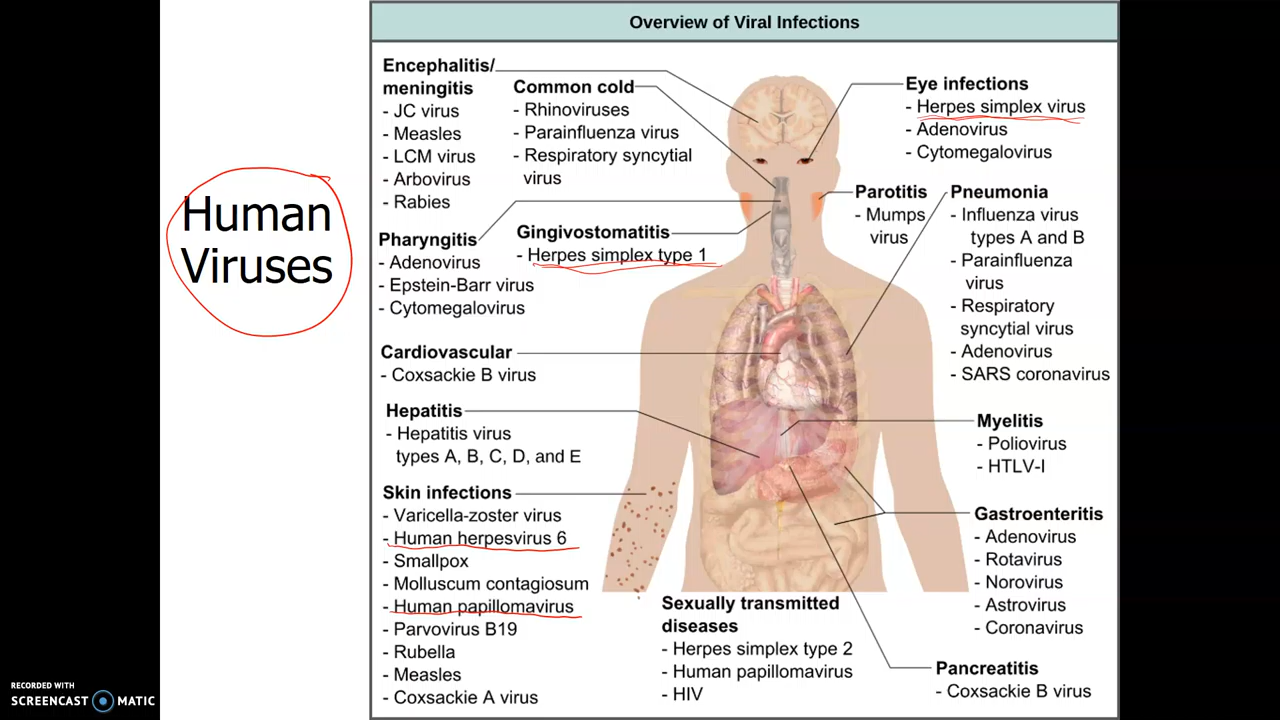 Human
Viruses
Overview of Viral Infections
Encephalitis/
meningitis
- JC virus
- Measles
- LCM virus
- Arbovirus
- Rabies
Common cold
- Rhinoviruses
- Parainfluenza virus
- Respiratory syncytial
virus
Eye infections
- Herpes simplex virus
- Adenovirus
- Cytomegalovirus
Pharyngitis
- Adenovirus
- Epstein-Barr virus
- Cytomegalovirus
Gingivostomatitis
- Herpes simplex type 1
Parotitis
- Mumps
virus
Pneumonia
- Influenza virus
types A and B
- Parainfluenza
virus
- Respiratory
syncytial virus
- Adenovirus
- SARS coronavirus
Cardiovascular
- Coxsackie B virus
Hepatitis
- Hepatitis virus
types A, B, C, D, and E
Myelitis
- Poliovirus
- HTLV-I
Skin infections
- Varicella-zoster virus
- Human herpesvirus 6
- Smallpox
- Molluscum contagiosum
- Human papillomavirus
- Parvovirus B19
- Rubella
- Measles
- Coxsackie A virus
Gastroenteritis
- Adenovirus
- Rotavirus
- Norovirus
- Astrovirus
- Coronavirus
Sexually transmitted
diseases
- Herpes simplex type 2
- Human papillomavirus
- HIV
Pancreatitis
- Coxsackie B virus
RECORDED WITH
SCREENCAST MATIC